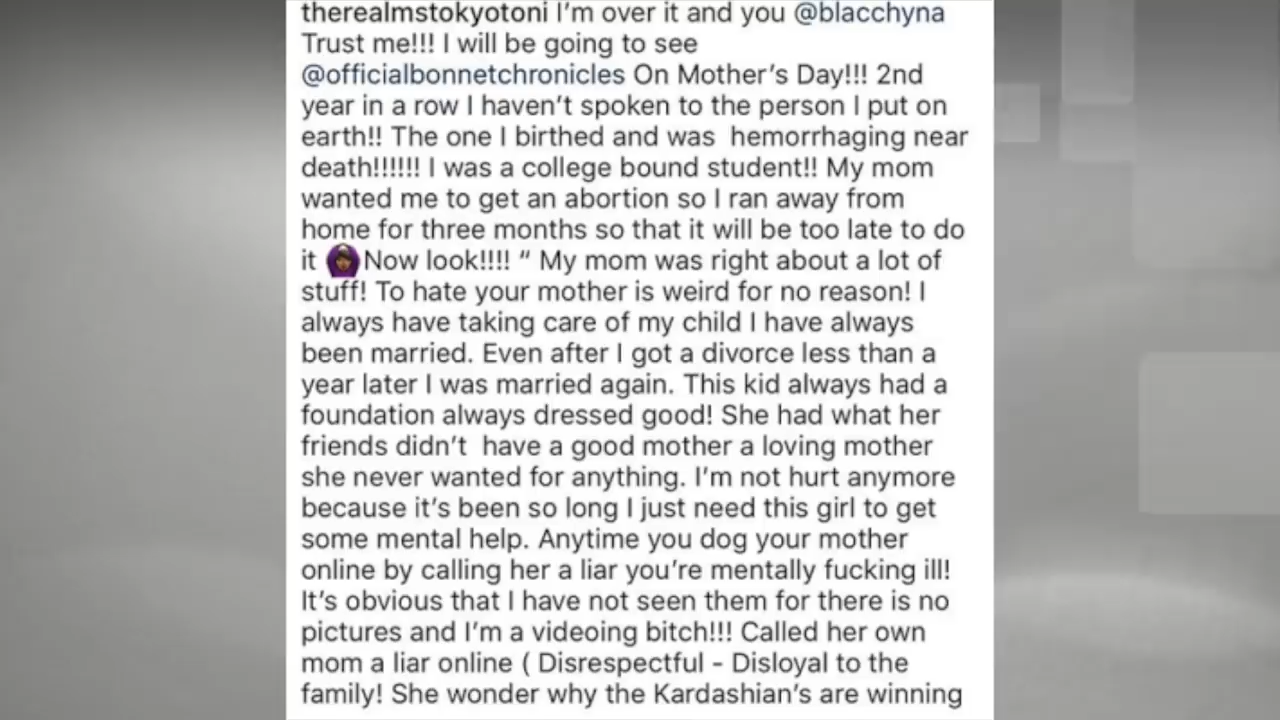 therealmstokyotoni I’m over it and you @blacchyna
Trust me!!! I will be going to see
@officialbonnetchronicles On Mother’s Day!!! 2nd
year in a row I haven’t spoken to the person I put on
earth!! The one I birthed and was hemorrhaging near
death!!!!!! I was a college bound student!! My mom
wanted me to get an abortion so I ran away from
home for three months so that it will be too late to do
it 🙆🏾‍♀️Now look!!!! “ My mom was right about a lot of
stuff! To hate your mother is weird for no reason! I
always have taking care of my child I have always
been married. Even after I got a divorce less than a
year later I was married again. This kid always had a
foundation always dressed good! She had what her
friends didn’t have a good mother a loving mother
she never wanted for anything. I’m not hurt anymore
because it’s been so long I just need this girl to get
some mental help. Anytime you dog your mother
online by calling her a liar you’re mentally fucking ill!
It’s obvious that I have not seen them for there is no
pictures and I’m a videoing bitch!!! Called her own
mom a liar online ( Disrespectful - Disloyal to the
family! She wonder why the Kardashian’s are winning